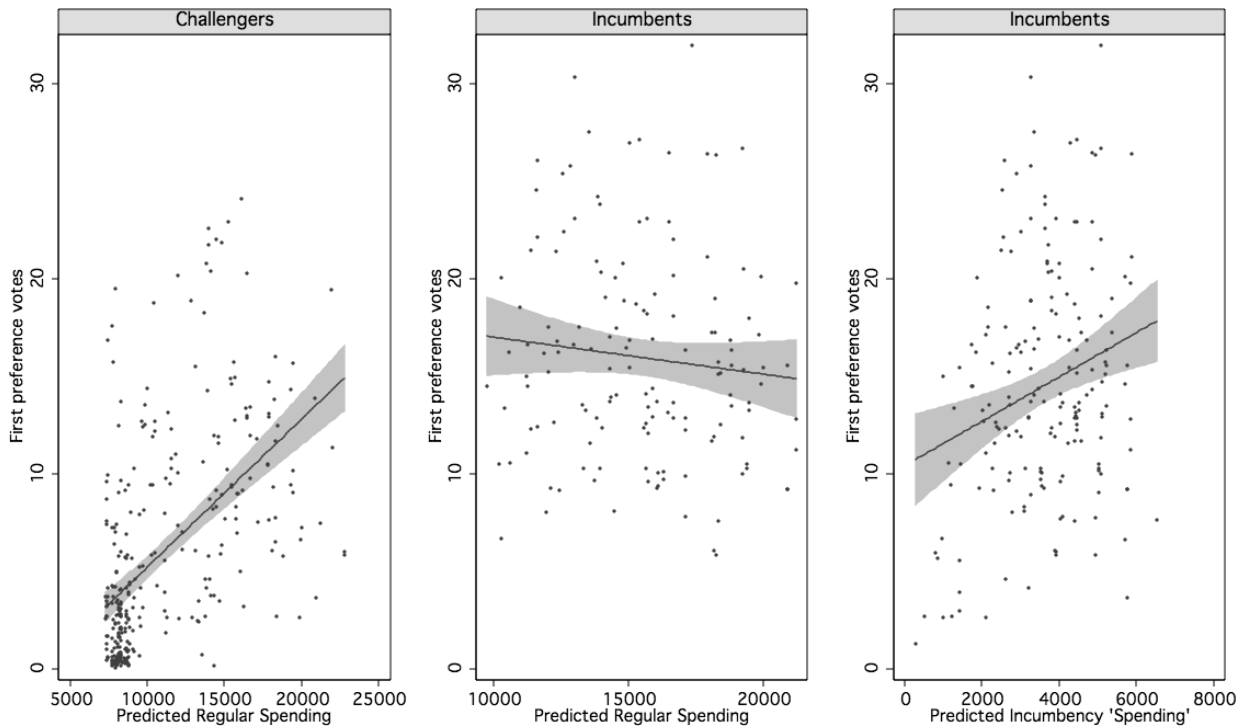 Challengers
First preference votes
30
20
10
0
5000 10000 15000 20000 25000
Predicted Regular Spending
Incumbents
First preference votes
30
20
10
0
10000 15000 20000
Predicted Regular Spending
Incumbents
First preference votes
30
20
10
0
0 2000 4000 6000 8000
Predicted Incumbency 'Spending'